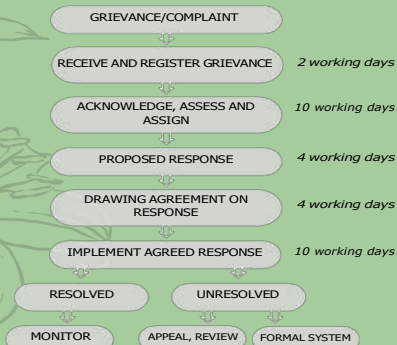 GRIEVANCE/COMPLAINT
RECEIVE AND REGISTER GRIEVANCE
2 working days
ACKNOWLEDGE, ASSESS AND
ASSIGN
10 working days
PROPOSED RESPONSE
4 working days
DRAWING AGREEMENT ON
RESPONSE
4 working days
IMPLEMENT AGREED RESPONSE
10 working days
RESOLVED
UNRESOLVED
MONITOR
APPEAL, REVIEW
FORMAL SYSTEM